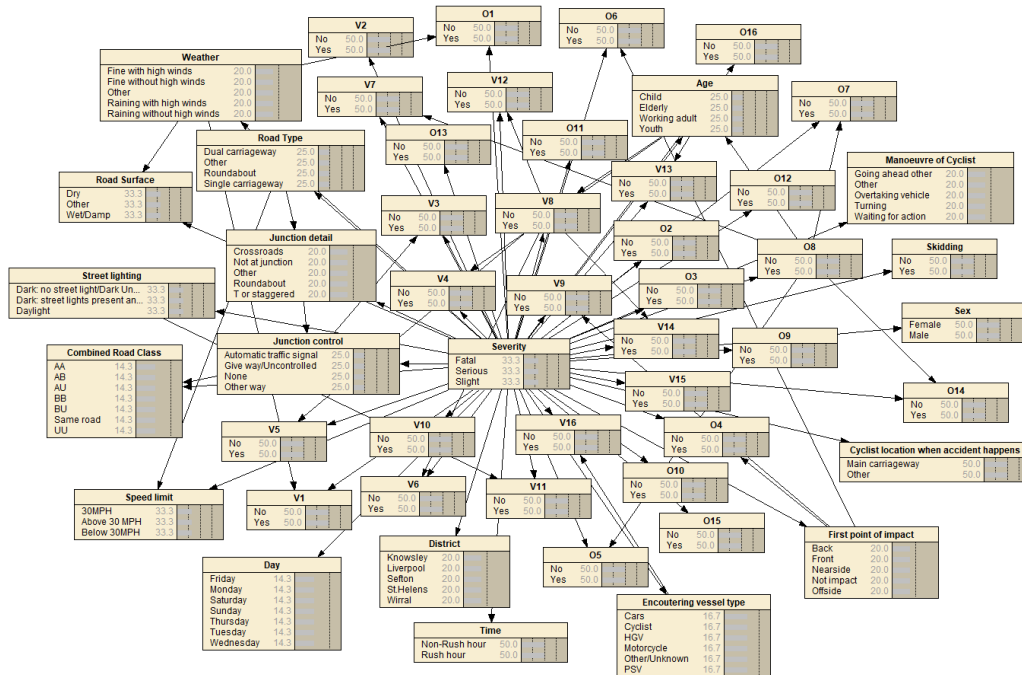 V2
No 50.0
Yes 50.0
O1
No 50.0
Yes 50.0
O6
No 50.0
Yes 50.0
O16
No 50.0
Yes 50.0
Weather
Fine with high winds 20.0
Fine without high winds 20.0
Other 20.0
Raining with high winds 20.0
Raining without high winds 20.0
V7
No 50.0
Yes 50.0
V12
No 50.0
Yes 50.0
Age
Child 25.0
Elderly 25.0
Working adult 25.0
Youth 25.0
O7
No 50.0
Yes 50.0
Road Type
Dual carriageway 25.0
Other 25.0
Roundabout 25.0
Single carriageway 25.0
O13
No 50.0
Yes 50.0
O11
No 50.0
Yes 50.0
Manoeuvre of Cyclist
Going ahead other 20.0
Other 20.0
Overtaking vehicle 20.0
Turning 20.0
Waiting for action 20.0
Road Surface
Dry 33.3
Other 33.3
Wet/Damp 33.3
V3
No 50.0
Yes 50.0
V8
No 50.0
Yes 50.0
V13
No 50.0
Yes 50.0
O12
No 50.0
Yes 50.0
Junction detail
Crossroads 20.0
Not at junction 20.0
Other 20.0
Roundabout 20.0
T or staggered 20.0
O2
No 50.0
Yes 50.0
O8
No 50.0
Yes 50.0
Skidding
No 50.0
Yes 50.0
Street lighting
Dark: no street light/Dark Un... 33.3
Dark: street lights present an... 33.3
Daylight 33.3
V4
No 50.0
Yes 50.0
V9
No 50.0
Yes 50.0
O3
No 50.0
Yes 50.0
Sex
Female 50.0
Male 50.0
Combined Road Class
AA 14.3
AB 14.3
AU 14.3
BB 14.3
BU 14.3
Same road 14.3
UU 14.3
Junction control
Automatic traffic signal 25.0
Give way/Uncontrolled 25.0
None 25.0
Other way 25.0
Severity
Fatal 33.3
Serious 33.3
Slight 33.3
V14
No 50.0
Yes 50.0
O9
No 50.0
Yes 50.0
V15
No 50.0
Yes 50.0
O14
No 50.0
Yes 50.0
V5
No 50.0
Yes 50.0
V10
No 50.0
Yes 50.0
V16
No 50.0
Yes 50.0
O4
No 50.0
Yes 50.0
Cyclist location when accident happens
Main carriageway 50.0
Other 50.0
Speed limit
30MPH 33.3
Above 30 MPH 33.3
Below 30MPH 33.3
V1
No 50.0
Yes 50.0
V6
No 50.0
Yes 50.0
V11
No 50.0
Yes 50.0
O10
No 50.0
Yes 50.0
O15
No 50.0
Yes 50.0
First point of impact
Back 20.0
Front 20.0
Nearside 20.0
Not impact 20.0
Offside 20.0
Day
Friday 14.3
Monday 14.3
Saturday 14.3
Sunday 14.3
Thursday 14.3
Tuesday 14.3
Wednesday 14.3
District
Knowsley 20.0
Liverpool 20.0
Sefton 20.0
St.Helens 20.0
Wirral 20.0
O5
No 50.0
Yes 50.0
Encoutering vessel type
Cars 16.7
Cyclist 16.7
HGV 16.7
Motorcycle 16.7
Other/Unknown 16.7
PSV 16.7
Time
Non-Rush hour 50.0
Rush hour 50.0